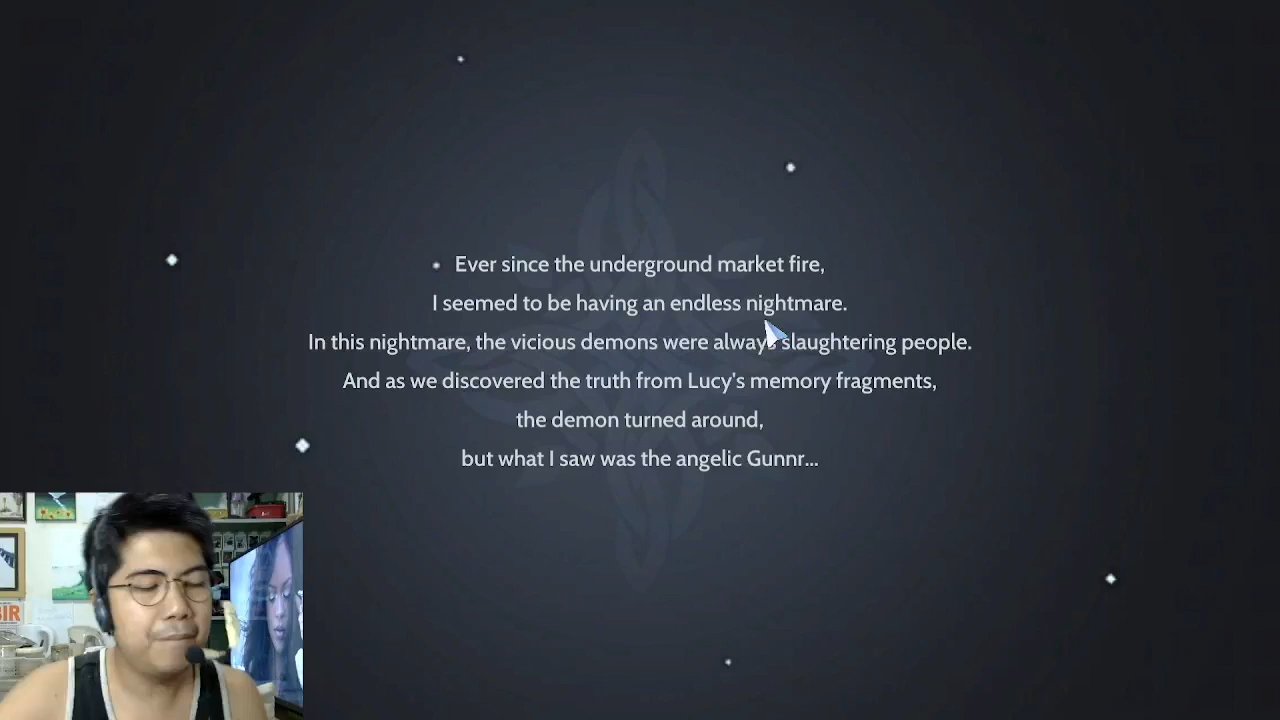 Ever since the underground market fire,
I seemed to be having an endless nightmare.
In this nightmare, the vicious demons were always slaughtering people.
And as we discovered the truth from Lucy's memory fragments,
the demon turned around,
but what I saw was the angelic Gunnr...
SIR